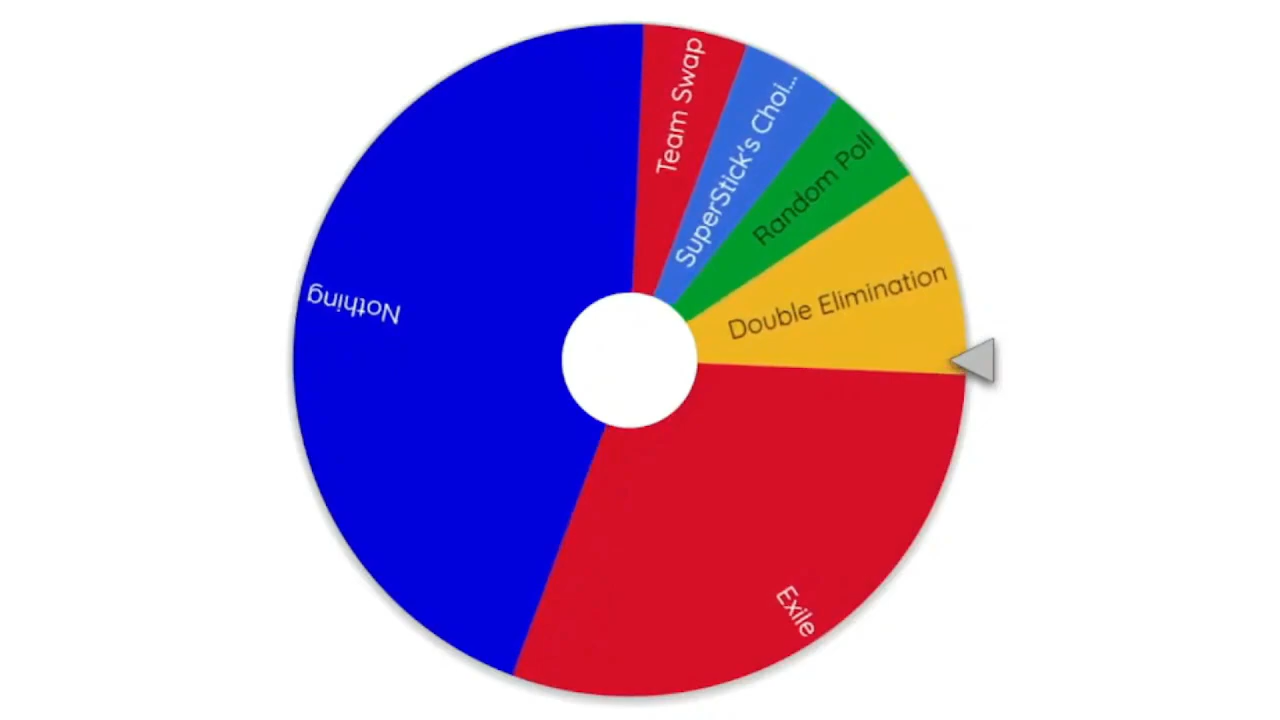 Team Swap
SuperStick's Choi...
Random Poll
Double Elimination
Exile
Nothing